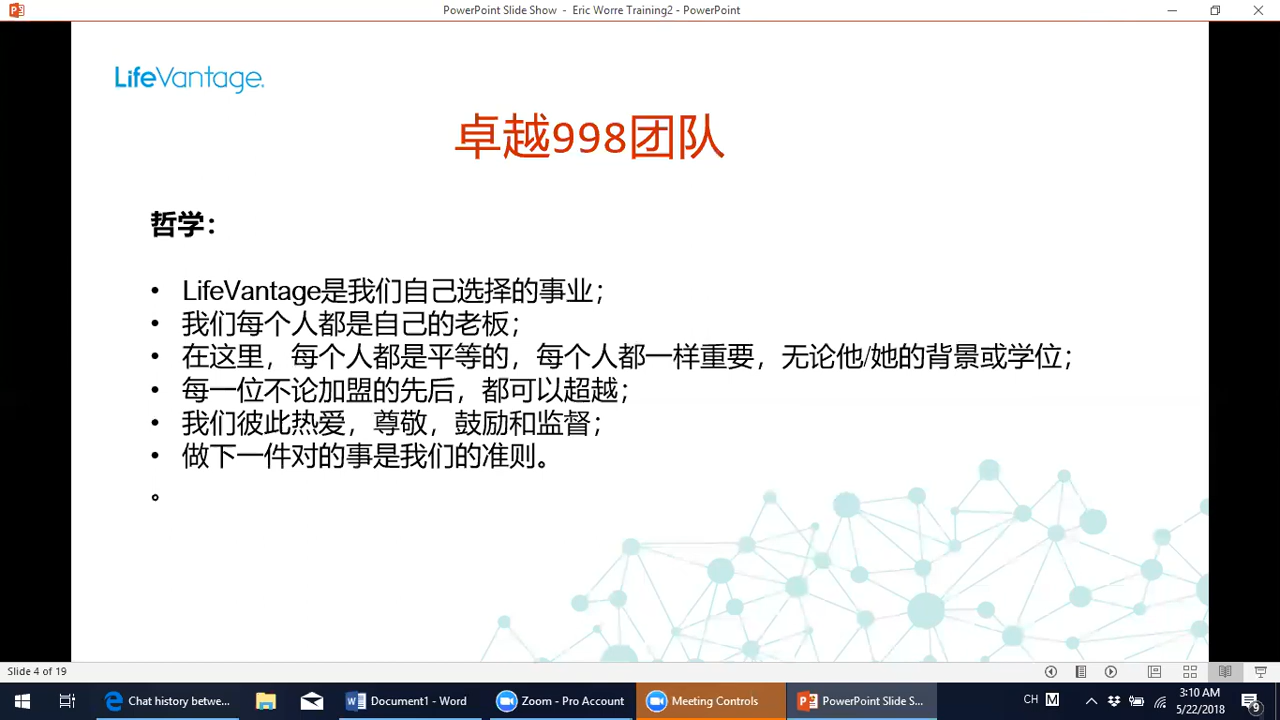 PowerPoint Slide Show - Eric Worre Training2 - PowerPoint
LifeVantage.
卓越998团队
哲学：
• LifeVantage是我们自己选择的事业；
• 我们每个人都是自己的老板；
• 在这里，每个人都是平等的，每个人都一样重要，无论他/她的背景或学位；
• 每一位不论加盟的先后，都可以超越；
• 我们彼此热爱，尊敬，鼓励和监督；
• 做下一件对的事是我们的准则。
。
Slide 4 of 19
Chat history betwe...
Document1 - Word
Zoom - Pro Account
Meeting Controls
PowerPoint Slide S...
CH
M
3:10 AM
5/22/2018
9